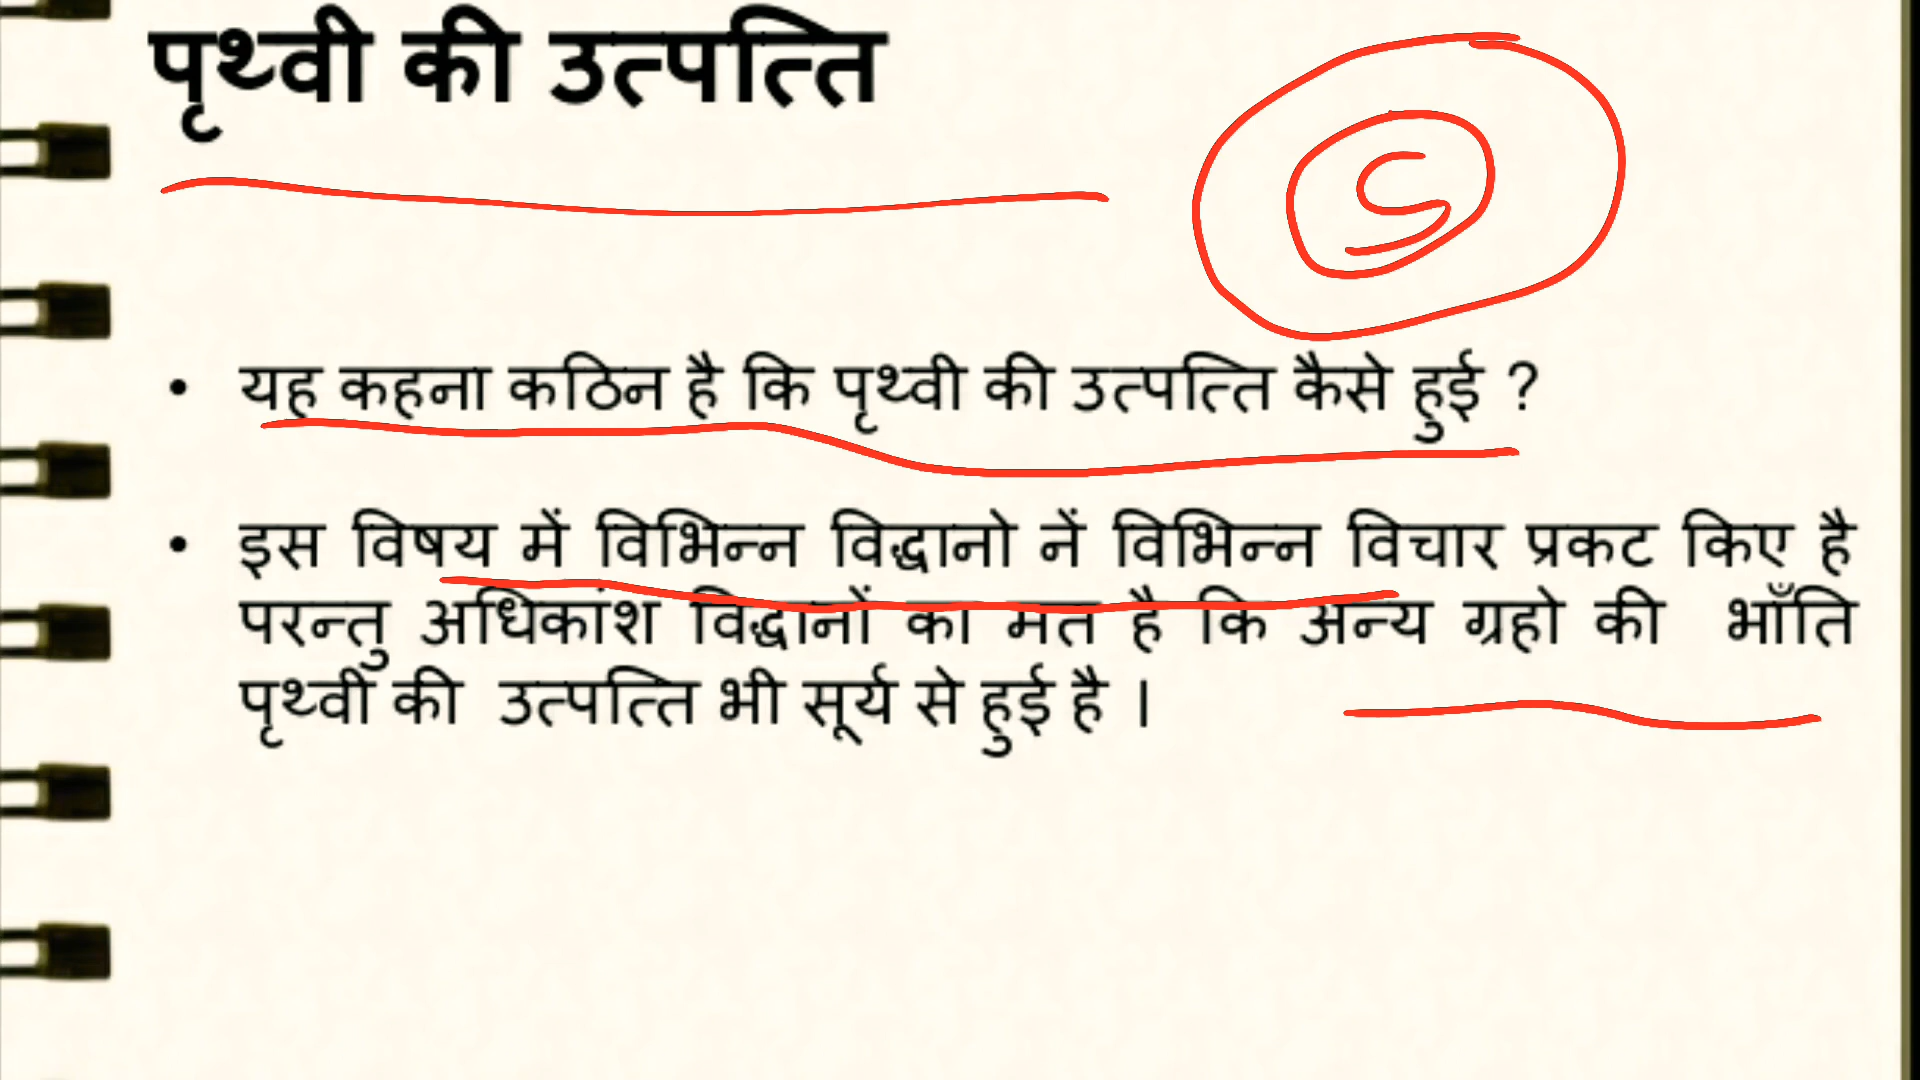 पृथ्वी की उत्पत्ति
S
• यह कहना कठिन है कि पृथ्वी की उत्पत्ति कैसे हुई ?
• इस विषय में विभिन्न विद्धानो नें विभिन्न विचार प्रकट किए है
परन्तु अधिकांश विद्धानों का मत है कि अन्य ग्रहो की भाँति
पृथ्वी की उत्पत्ति भी सूर्य से हुई है ।